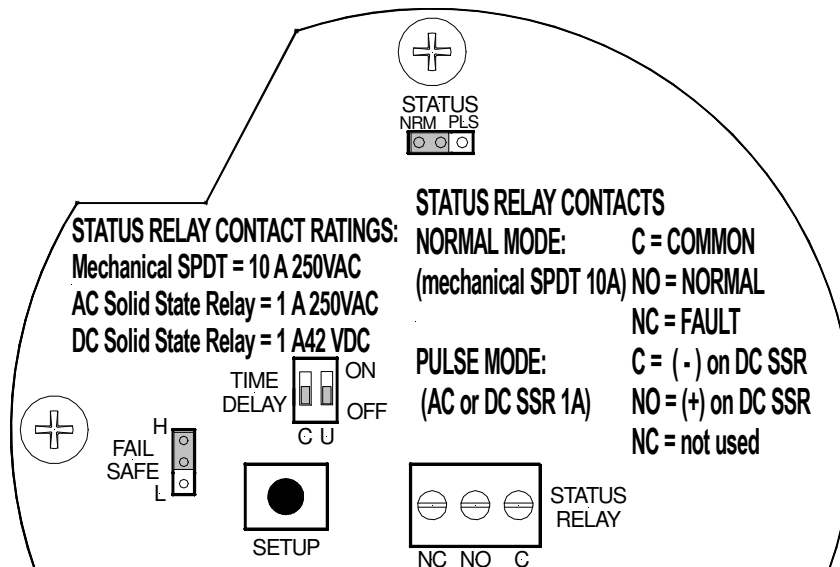 STATUS
NRM PLS
STATUS RELAY CONTACT RATINGS:
Mechanical SPDT = 10 A 250VAC
AC Solid State Relay = 1 A 250VAC
DC Solid State Relay = 1 A42 VDC
STATUS RELAY CONTACTS
NORMAL MODE: C = COMMON
(mechanical SPDT 10A) NO = NORMAL
NC = FAULT
PULSE MODE: C = ( - ) on DC SSR
(AC or DC SSR 1A) NO = (+) on DC SSR
NC = not used
TIME DELAY
ON
OFF
C U
H
FAIL
SAFE
L
SETUP
STATUS
RELAY
NC NO C